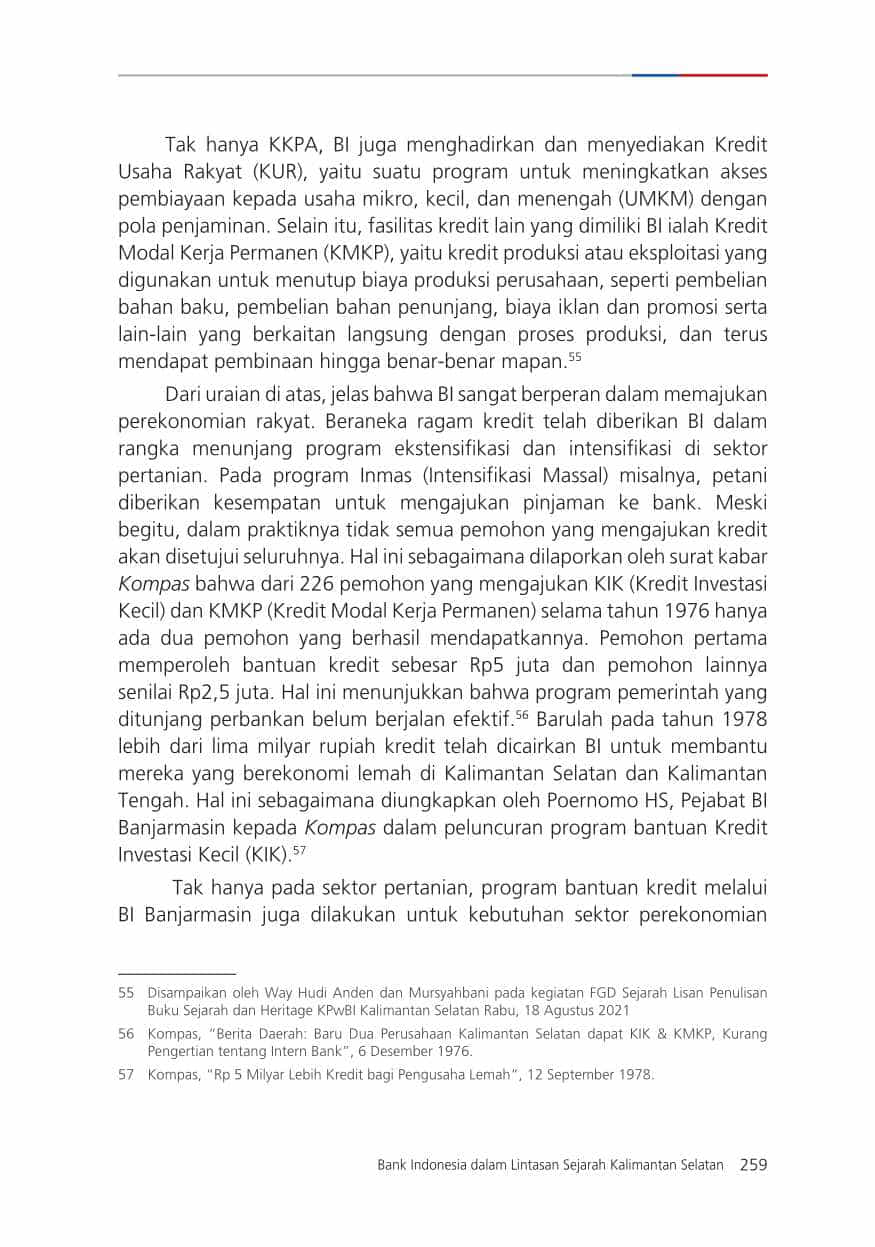 Tak hanya KKPA, BI juga menghadirkan dan menyediakan Kredit
Usaha Rakyat (KUR), yaitu suatu program untuk meningkatkan akses
pembiayaan kepada usaha mikro, kecil, dan menengah (UMKM) dengan
pola penjaminan. Selain itu, fasilitas kredit lain yang dimiliki BI ialah Kredit
Modal Kerja Permanen (KMKP), yaitu kredit produksi atau eksploitasi yang
digunakan untuk menutup biaya produksi perusahaan, seperti pembelian
bahan baku, pembelian bahan penunjang, biaya iklan dan promosi serta
lain-lain yang berkaitan langsung dengan proses produksi, dan terus
mendapat pembinaan hingga benar-benar mapan.55
Dari uraian di atas, jelas bahwa BI sangat berperan dalam memajukan
perekonomian rakyat. Beraneka ragam kredit telah diberikan BI dalam
rangka menunjang program ekstensifikasi dan intensifikasi di sektor
pertanian. Pada program Inmas (Intensifikasi Massal) misalnya, petani
diberikan kesempatan untuk mengajukan pinjaman ke bank. Meski
begitu, dalam praktiknya tidak semua pemohon yang mengajukan kredit
akan disetujui seluruhnya. Hal ini sebagaimana dilaporkan oleh surat kabar
Kompas bahwa dari 226 pemohon yang mengajukan KIK (Kredit Investasi
Kecil) dan KMKP (Kredit Modal Kerja Permanen) selama tahun 1976 hanya
ada dua pemohon yang berhasil mendapatkannya. Pemohon pertama
memperoleh bantuan kredit sebesar Rp5 juta dan pemohon lainnya
senilai Rp2,5 juta. Hal ini menunjukkan bahwa program pemerintah yang
ditunjang perbankan belum berjalan efektif.56 Barulah pada tahun 1978
lebih dari lima milyar rupiah kredit telah dicairkan BI untuk membantu
mereka yang berekonomi lemah di Kalimantan Selatan dan Kalimantan
Tengah. Hal ini sebagaimana diungkapkan oleh Poernomo HS, Pejabat BI
Banjarmasin kepada Kompas dalam peluncuran program bantuan Kredit
Investasi Kecil (KIK).57
Tak hanya pada sektor pertanian, program bantuan kredit melalui
BI Banjarmasin juga dilakukan untuk kebutuhan sektor perekonomian
55 Disampaikan oleh Way Hudi Anden dan Mursyahbani pada kegiatan FGD Sejarah Lisan Penulisan
Buku Sejarah dan Heritage KPwBI Kalimantan Selatan Rabu, 18 Agustus 2021
56 Kompas, “Berita Daerah: Baru Dua Perusahaan Kalimantan Selatan dapat KIK & KMKP, Kurang
Pengertian tentang Intern Bank”, 6 Desember 1976.
57 Kompas, “Rp 5 Milyar Lebih Kredit bagi Pengusaha Lemah”, 12 September 1978.
Bank Indonesia dalam Lintasan Sejarah Kalimantan Selatan 259